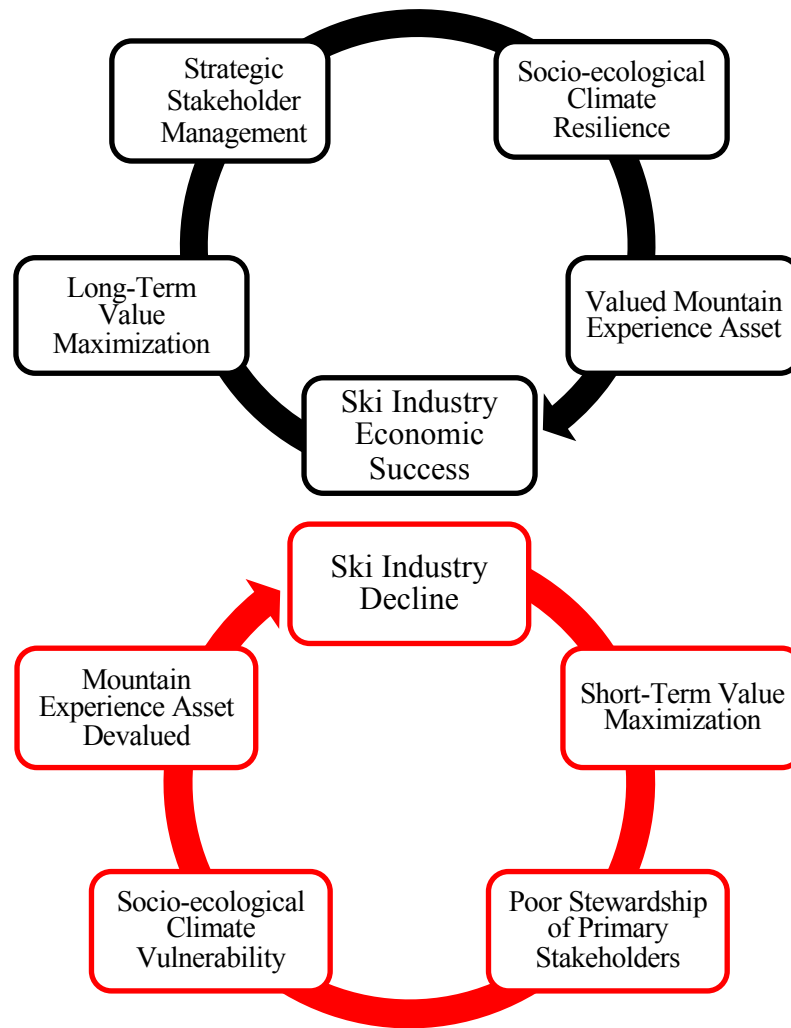 Strategic
Stakeholder
Management
Socio-ecological
Climate
Resilience
Long-Term
Value
Maximization
Valued Mountain
Experience Asset
Ski Industry
Economic
Success
Ski Industry
Decline
Mountain
Experience Asset
Devalued
Short-Term Value
Maximization
Socio-ecological
Climate
Vulnerability
Poor Stewardship
of Primary
Stakeholders